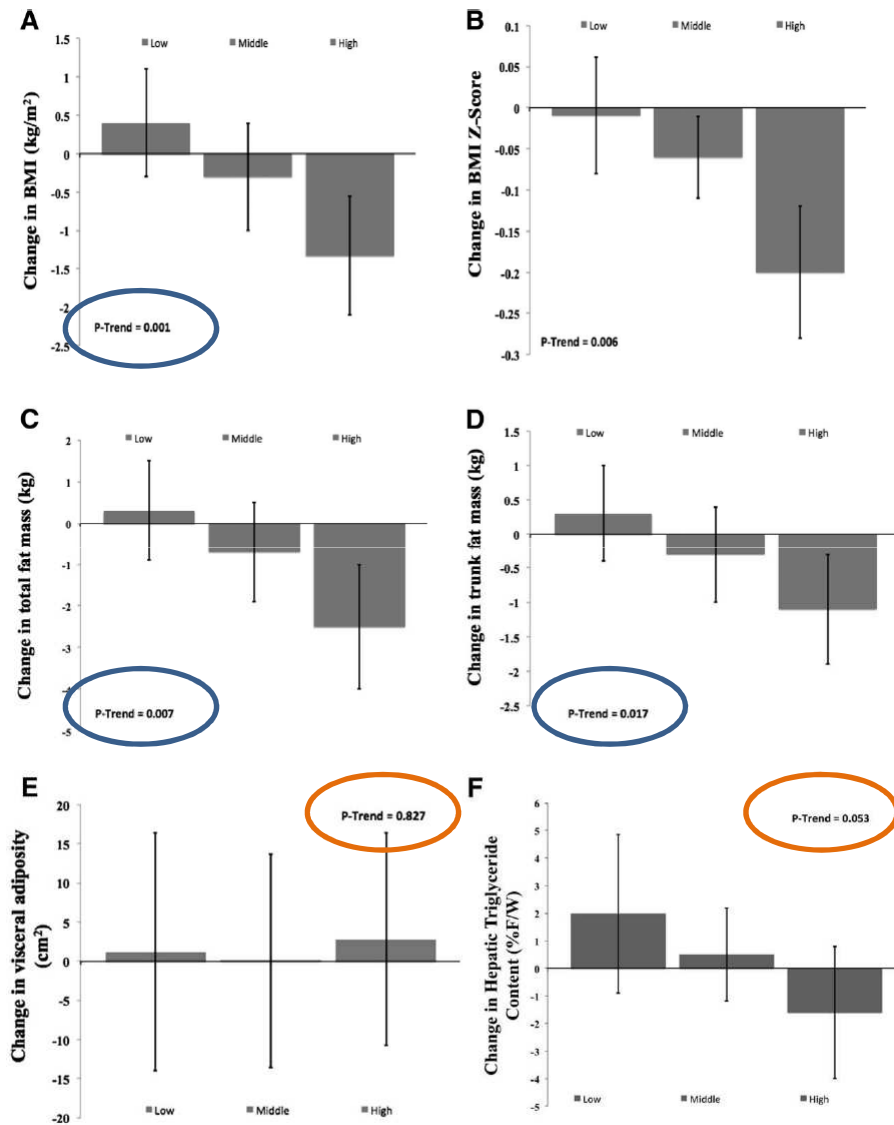 A
1.5
Low
Middle
High
1
0.5
0
-0.5
-1
-1.5
-2
-2.5
Change in BMI (kg/m²)
P-Trend = 0.001
B
0.1
Low
Middle
High
0.05
0
-0.05
-0.1
-0.15
-0.2
-0.25
-0.3
Change in BMI Z-Score
P-Trend = 0.006
C
2
Low
Middle
High
1
0
-1
-2
-3
-4
-5
Change in total fat mass (kg)
P-Trend = 0.007
D
1.5
Low
Middle
High
1
0.5
0
-0.5
-1
-1.5
-2
-2.5
Change in trunk fat mass (kg)
P-Trend = 0.017
E
20
15
10
5
0
-5
-10
-15
-20
Change in visceral adiposity
(cm²)
P-Trend = 0.827
Low
Middle
High
F
6
5
4
3
2
1
0
-1
-2
-3
-4
-5
Change in Hepatic Triglyceride
Content (%F/W)
P-Trend = 0.053
Low
Middle
High